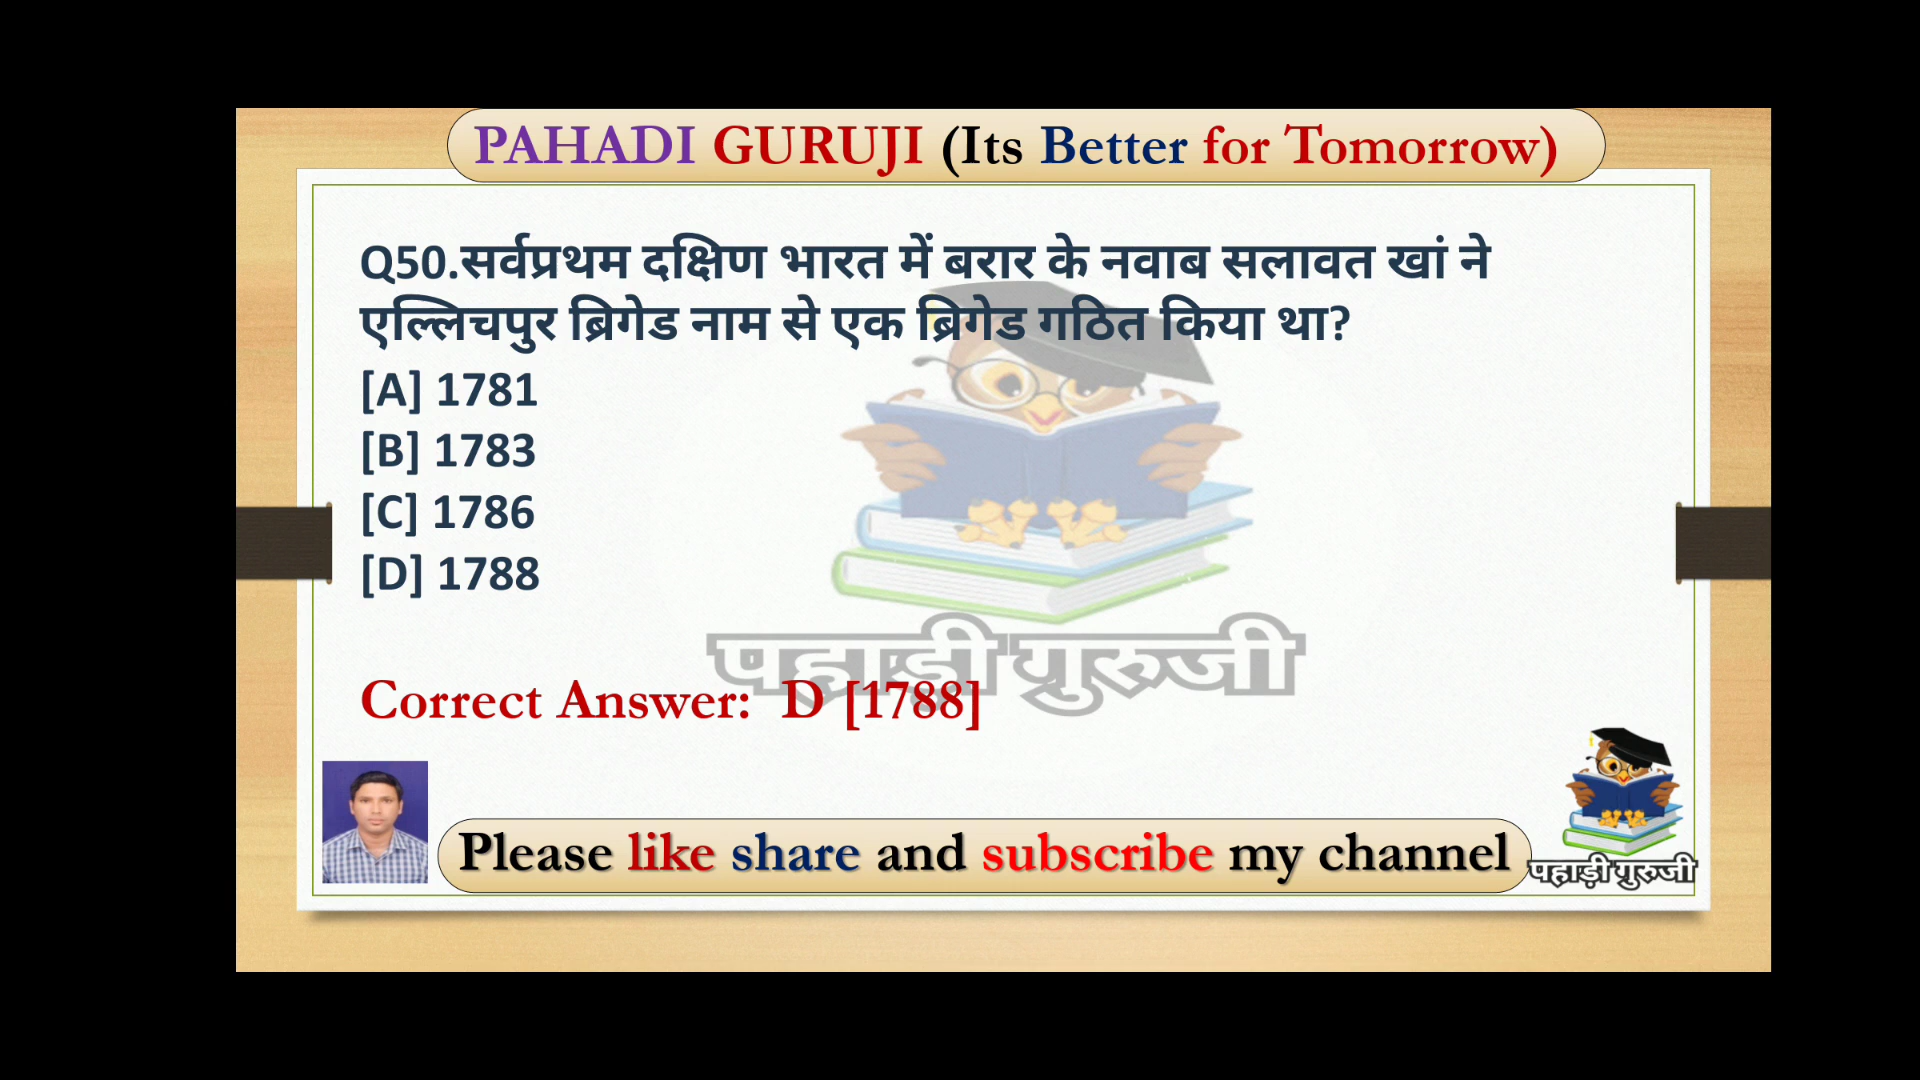 PAHADI GURUJI (Its Better for Tomorrow)
Q50.सर्वप्रथम दक्षिण भारत में बरार के नवाब सलावत खां ने
एल्लिचपुर ब्रिगेड नाम से एक ब्रिगेड गठित किया था?
[A] 1781
[B] 1783
[C] 1786
[D] 1788
पहाड़ी गुरुजी
Correct Answer: D [1788]
Please like share and subscribe my channel
पहाड़ी गुरुजी